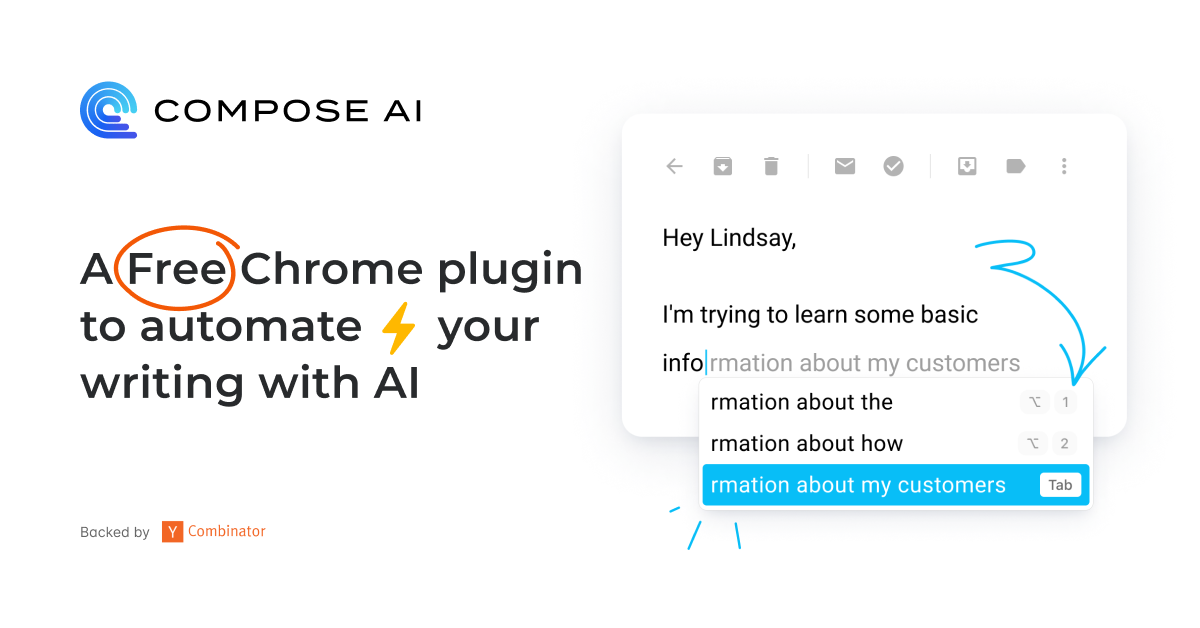 COMPOSE AI
A Free Chrome plugin
to automate ⚡ your
writing with AI
Backed by Y Combinator
Hey Lindsay,
I'm trying to learn some basic
information about my customers
rmation about the ⌥ 1
rmation about how ⌥ 2
rmation about my customers Tab